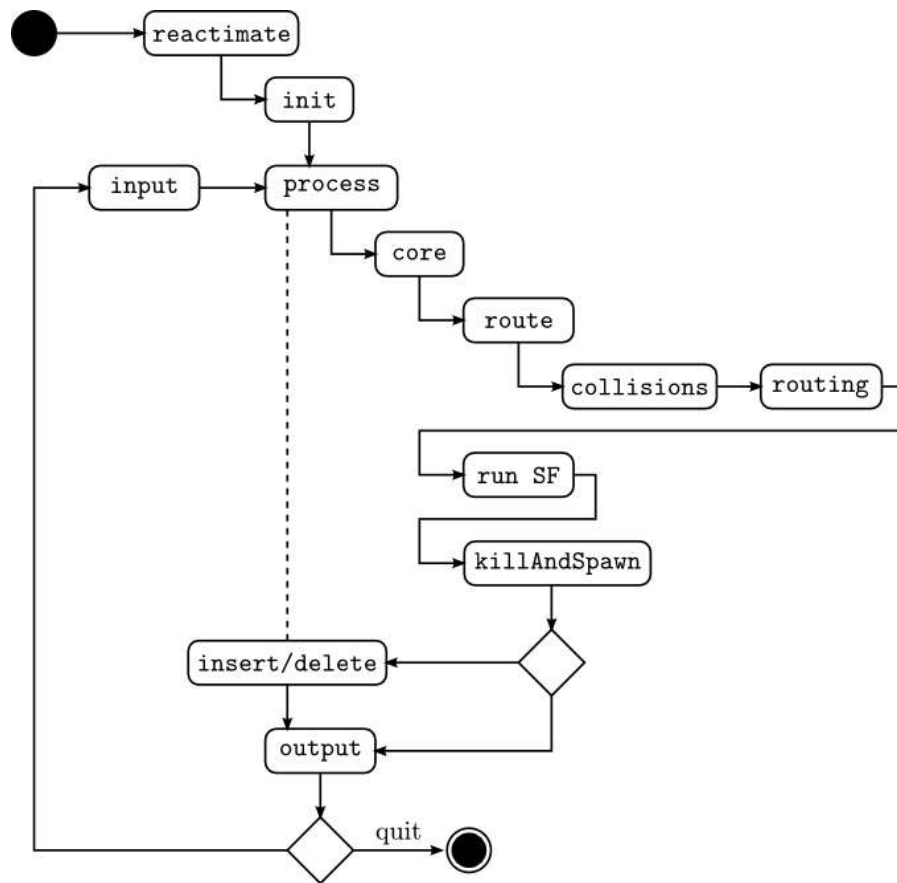 reactimate
init
input
process
core
route
collisions
routing
run SF
killAndSpawn
insert/delete
output
quit